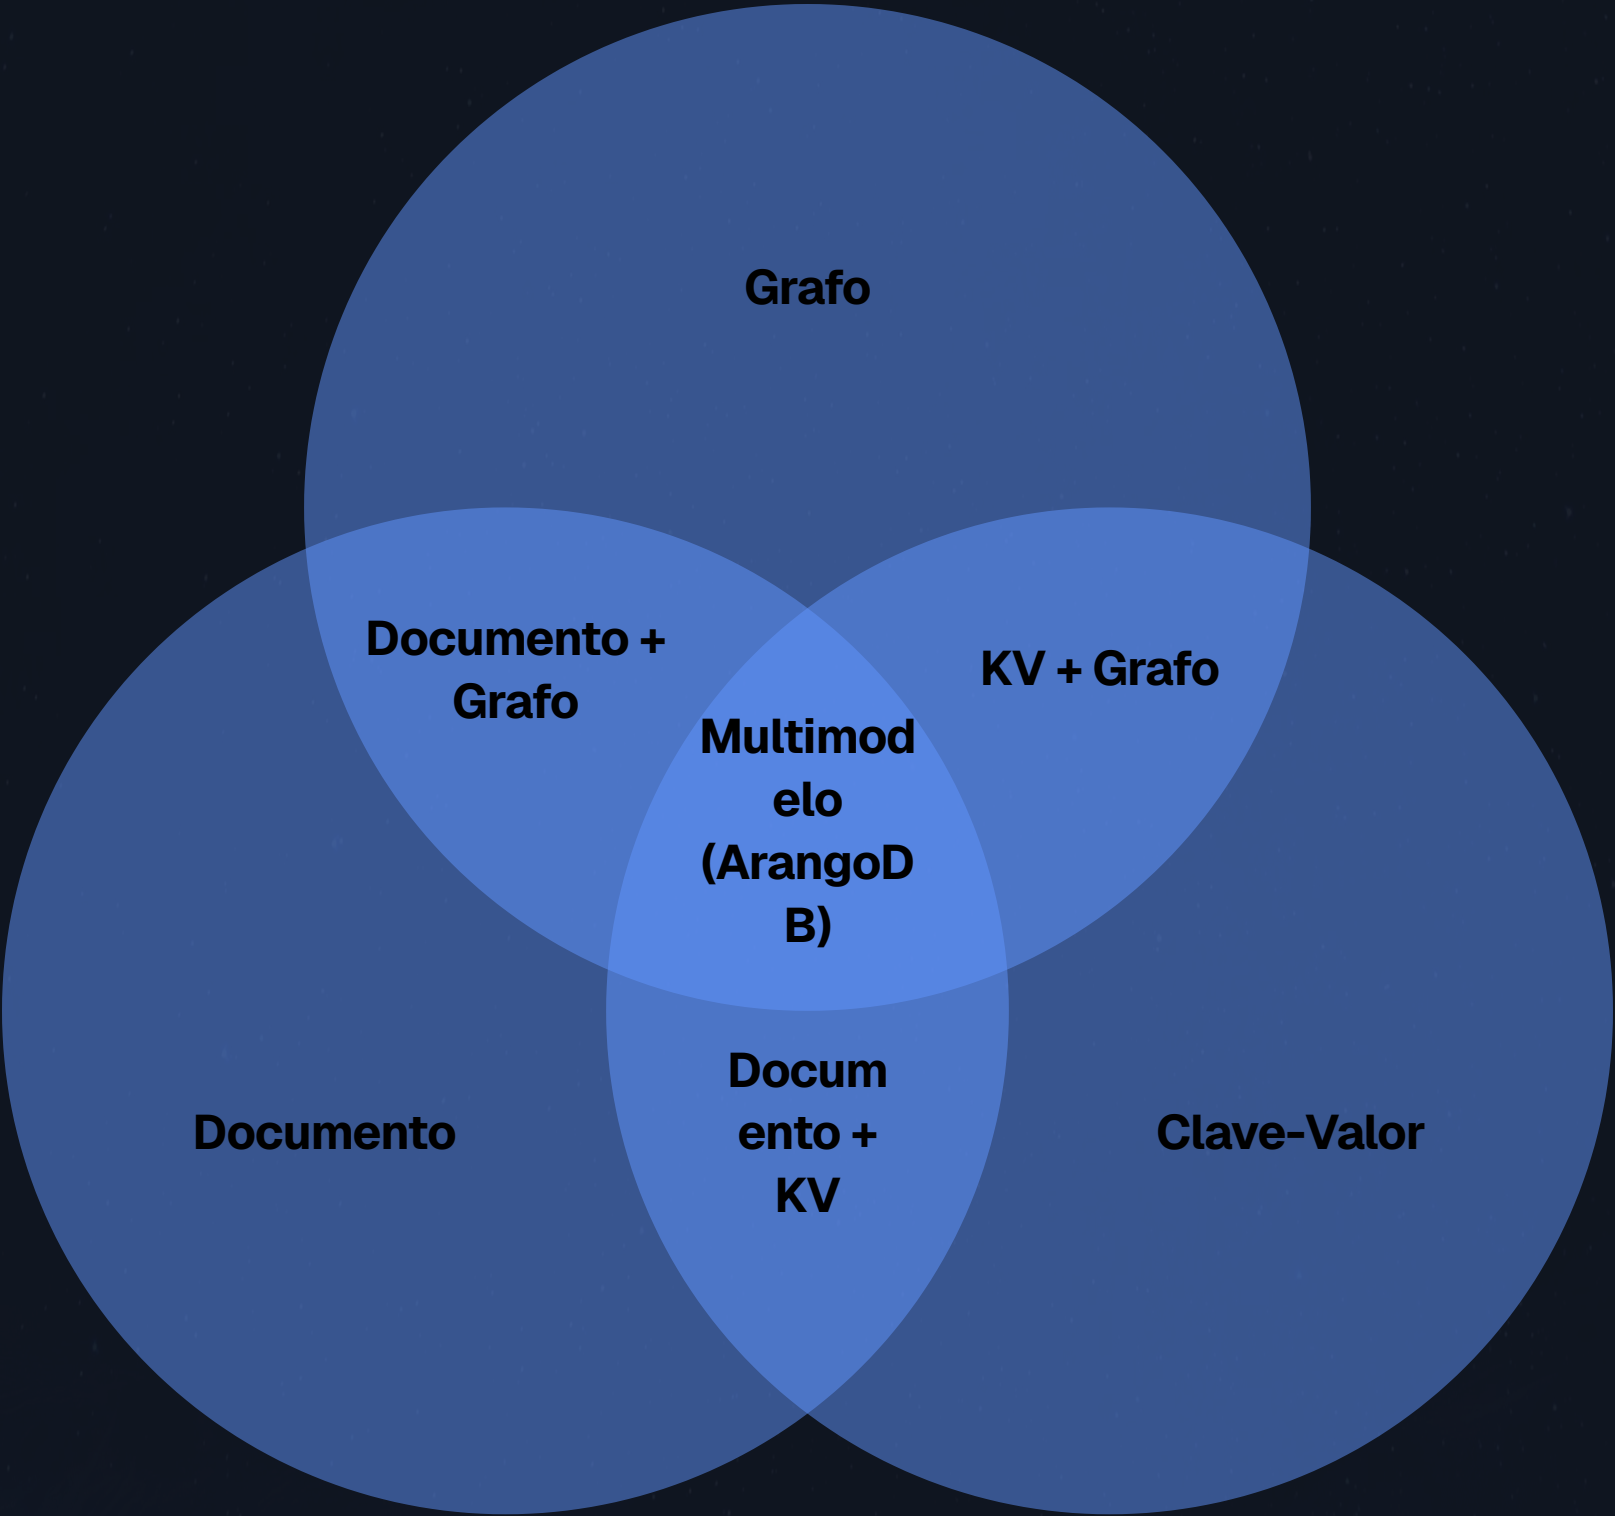 Grafo
Documento +
Grafo
KV + Grafo
Multimod
elo
(ArangoD
B)
Documento
Docum
ento +
KV
Clave-Valor